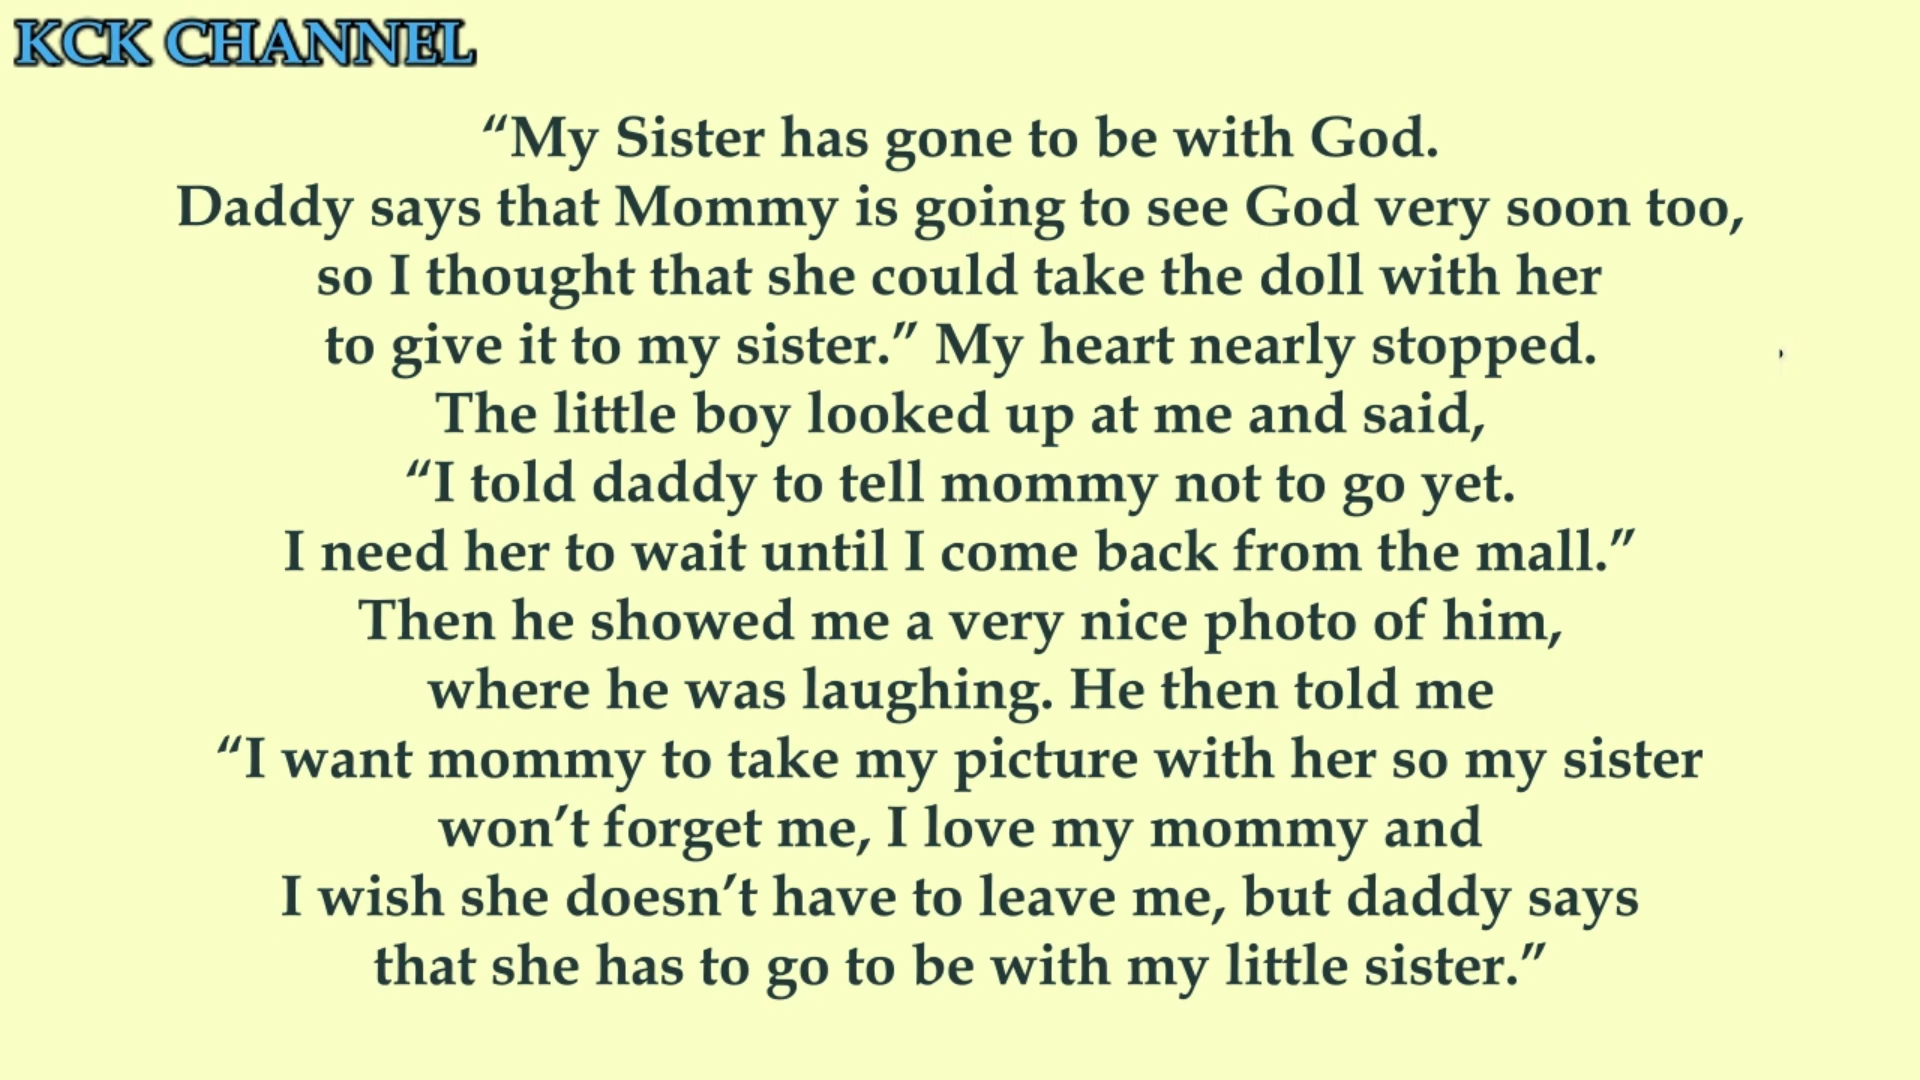 KCK CHANNEL
“My Sister has gone to be with God.
Daddy says that Mommy is going to see God very soon too,
so I thought that she could take the doll with her
to give it to my sister.” My heart nearly stopped.
The little boy looked up at me and said,
“I told daddy to tell mommy not to go yet.
I need her to wait until I come back from the mall.”
Then he showed me a very nice photo of him,
where he was laughing. He then told me
“I want mommy to take my picture with her so my sister
won’t forget me, I love my mommy and
I wish she doesn’t have to leave me, but daddy says
that she has to go to be with my little sister.”